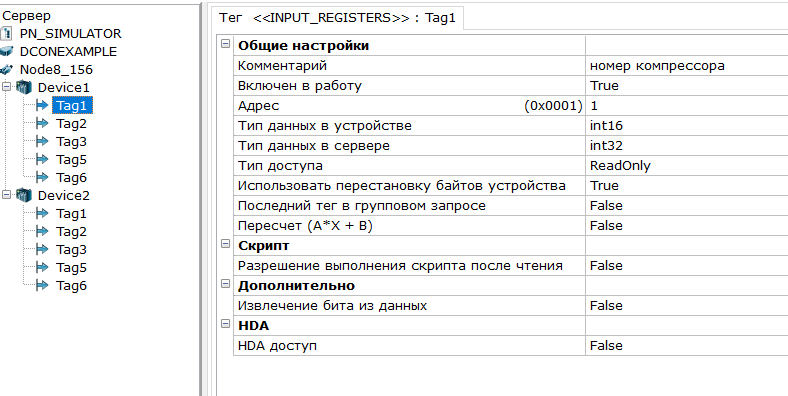 Сервер
PN_SIMULATOR
DCONEXAMPLE
Node8_156
Device1
Tag1
Tag2
Tag3
Tag5
Tag6
Device2
Tag1
Tag2
Tag3
Tag5
Tag6
Тег <<INPUT_REGISTERS>> : Tag1
Общие настройки
Комментарий номер компрессора
Включен в работу True
Адрес (0x0001) 1
Тип данных в устройстве int16
Тип данных в сервере int32
Тип доступа ReadOnly
Использовать перестановку байтов устройства True
Последний тег в групповом запросе False
Пересчет (A*X + B) False
Скрипт
Разрешение выполнения скрипта после чтения False
Дополнительно
Извлечение бита из данных False
HDA
HDA доступ False